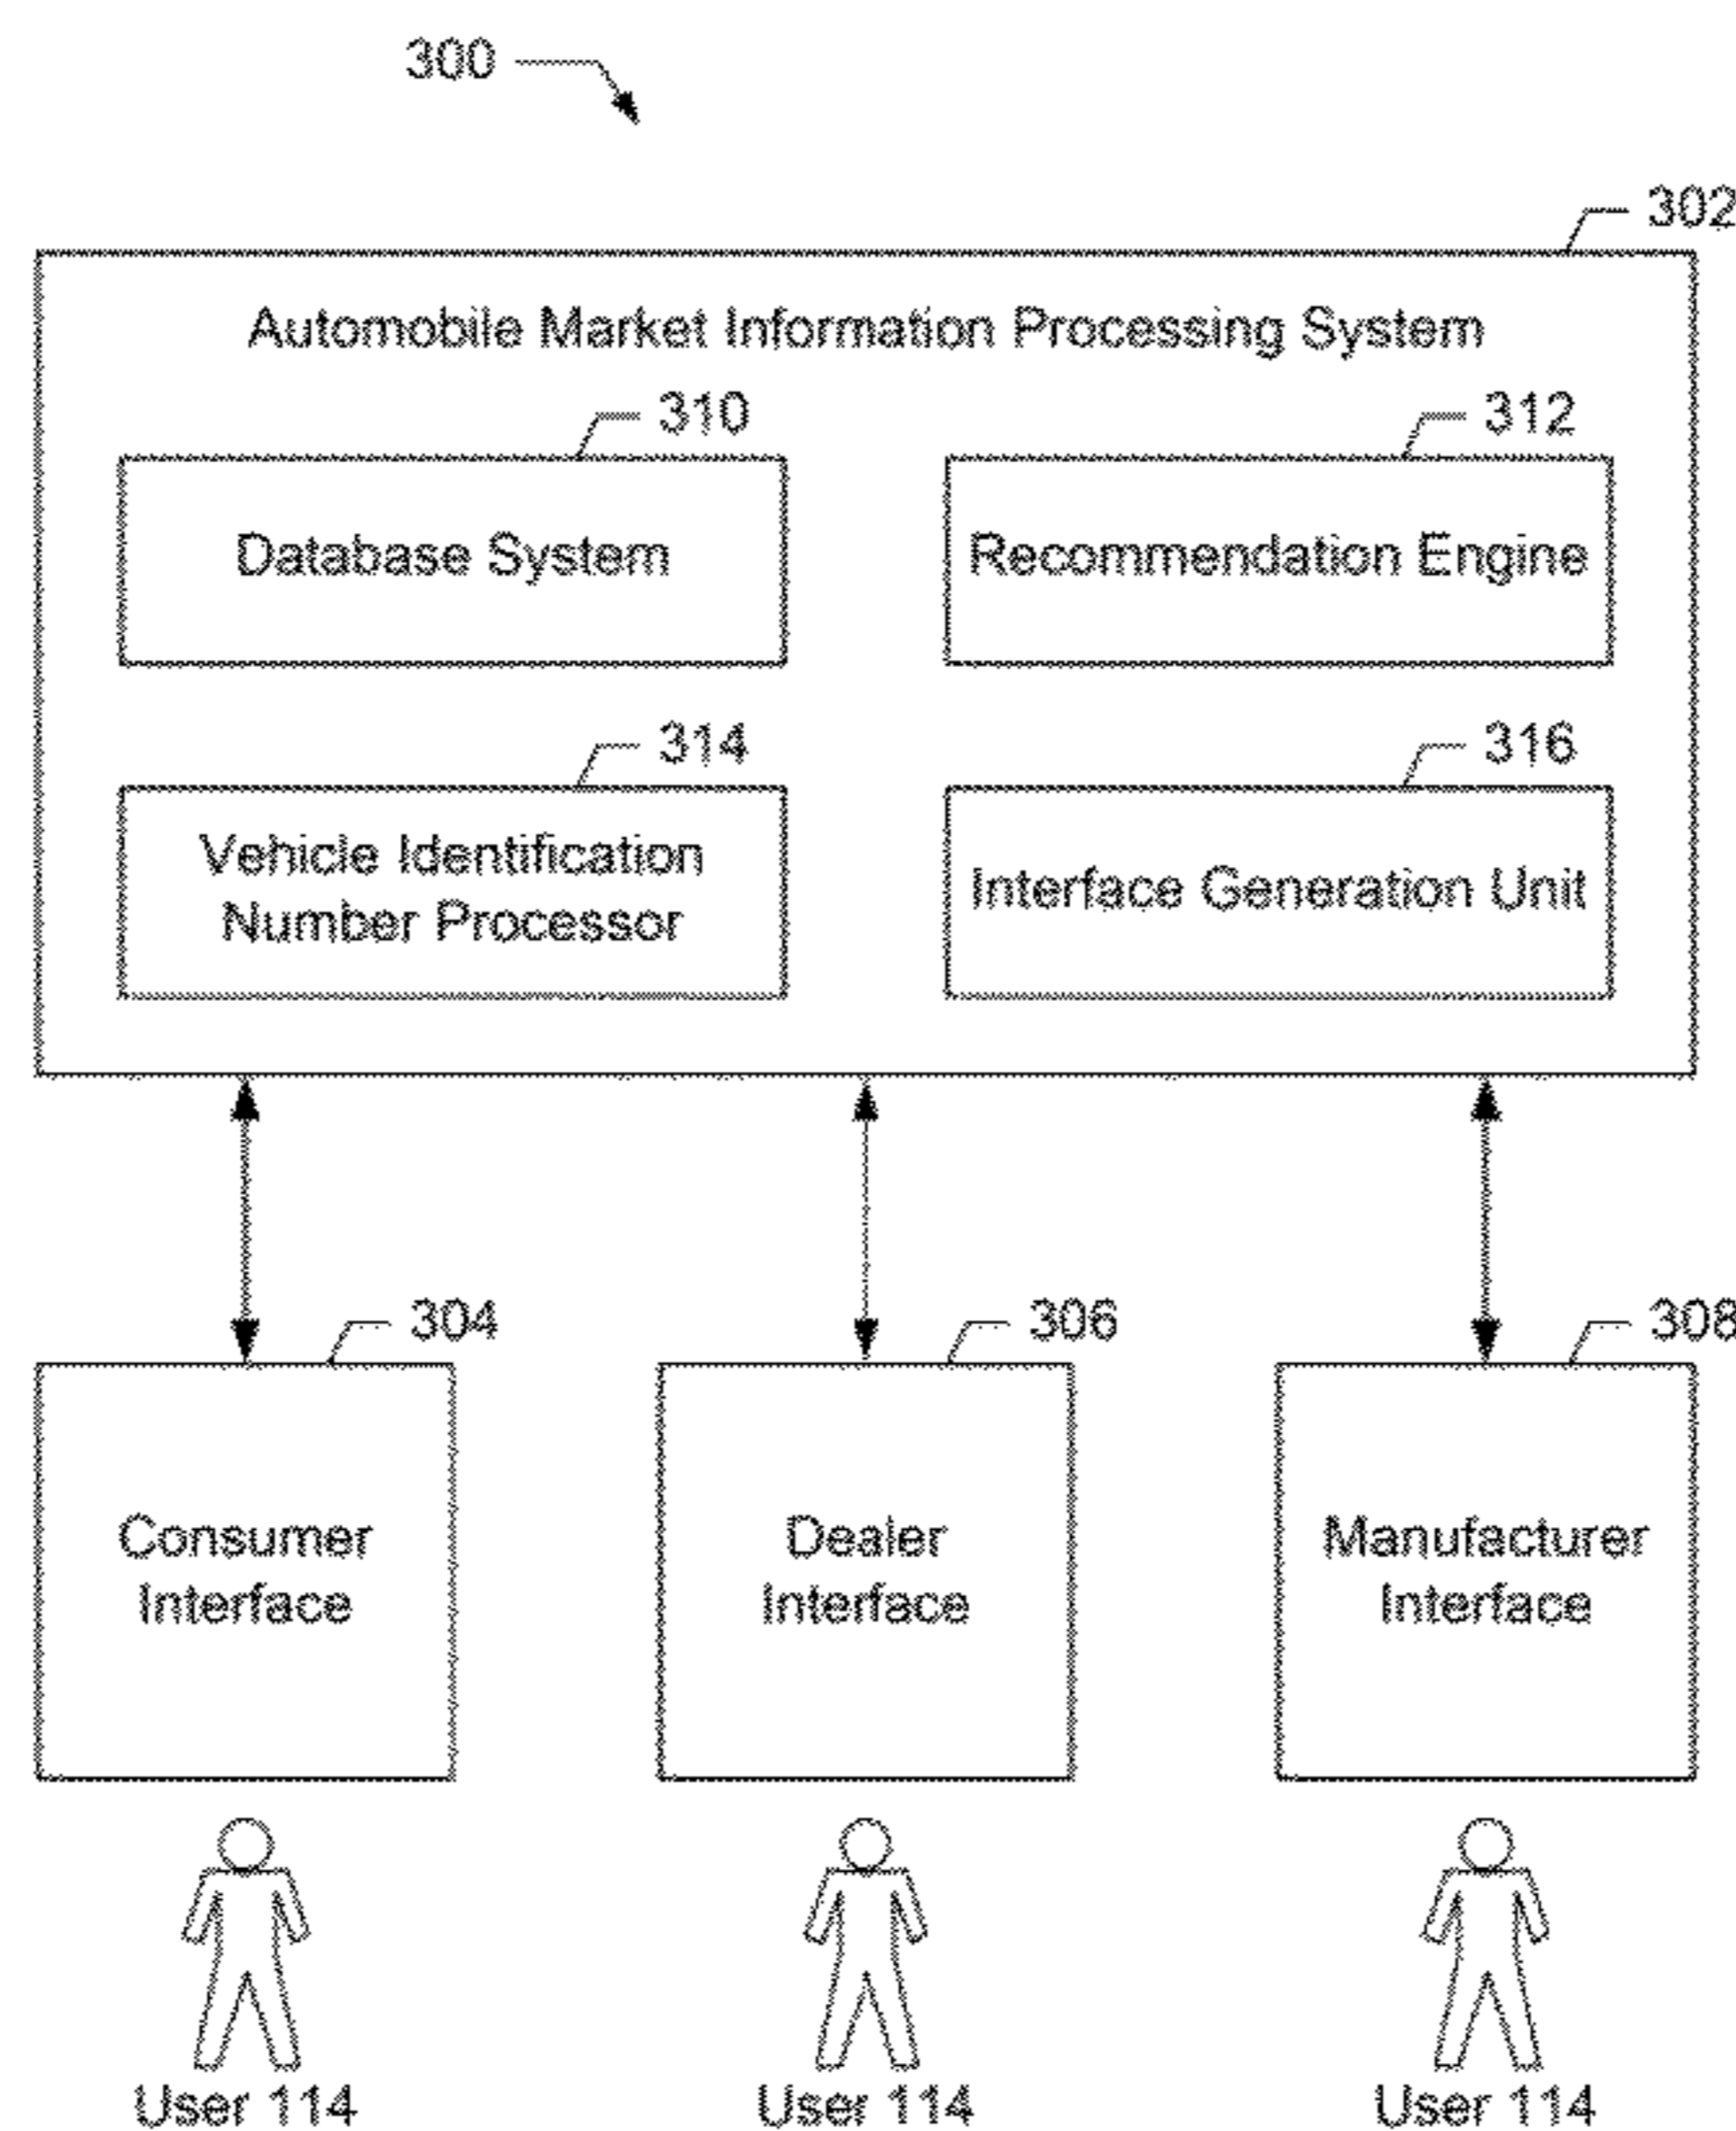 300
302
Automobile Market Information Processing System
310
312
Database System
Recommendation Engine
314
316
Vehicle Identification
Number Processor
Interface Generation Unit
304
306
308
Consumer
Interface
Dealer
Interface
Manufacturer
Interface
User 114
User 114
User 114